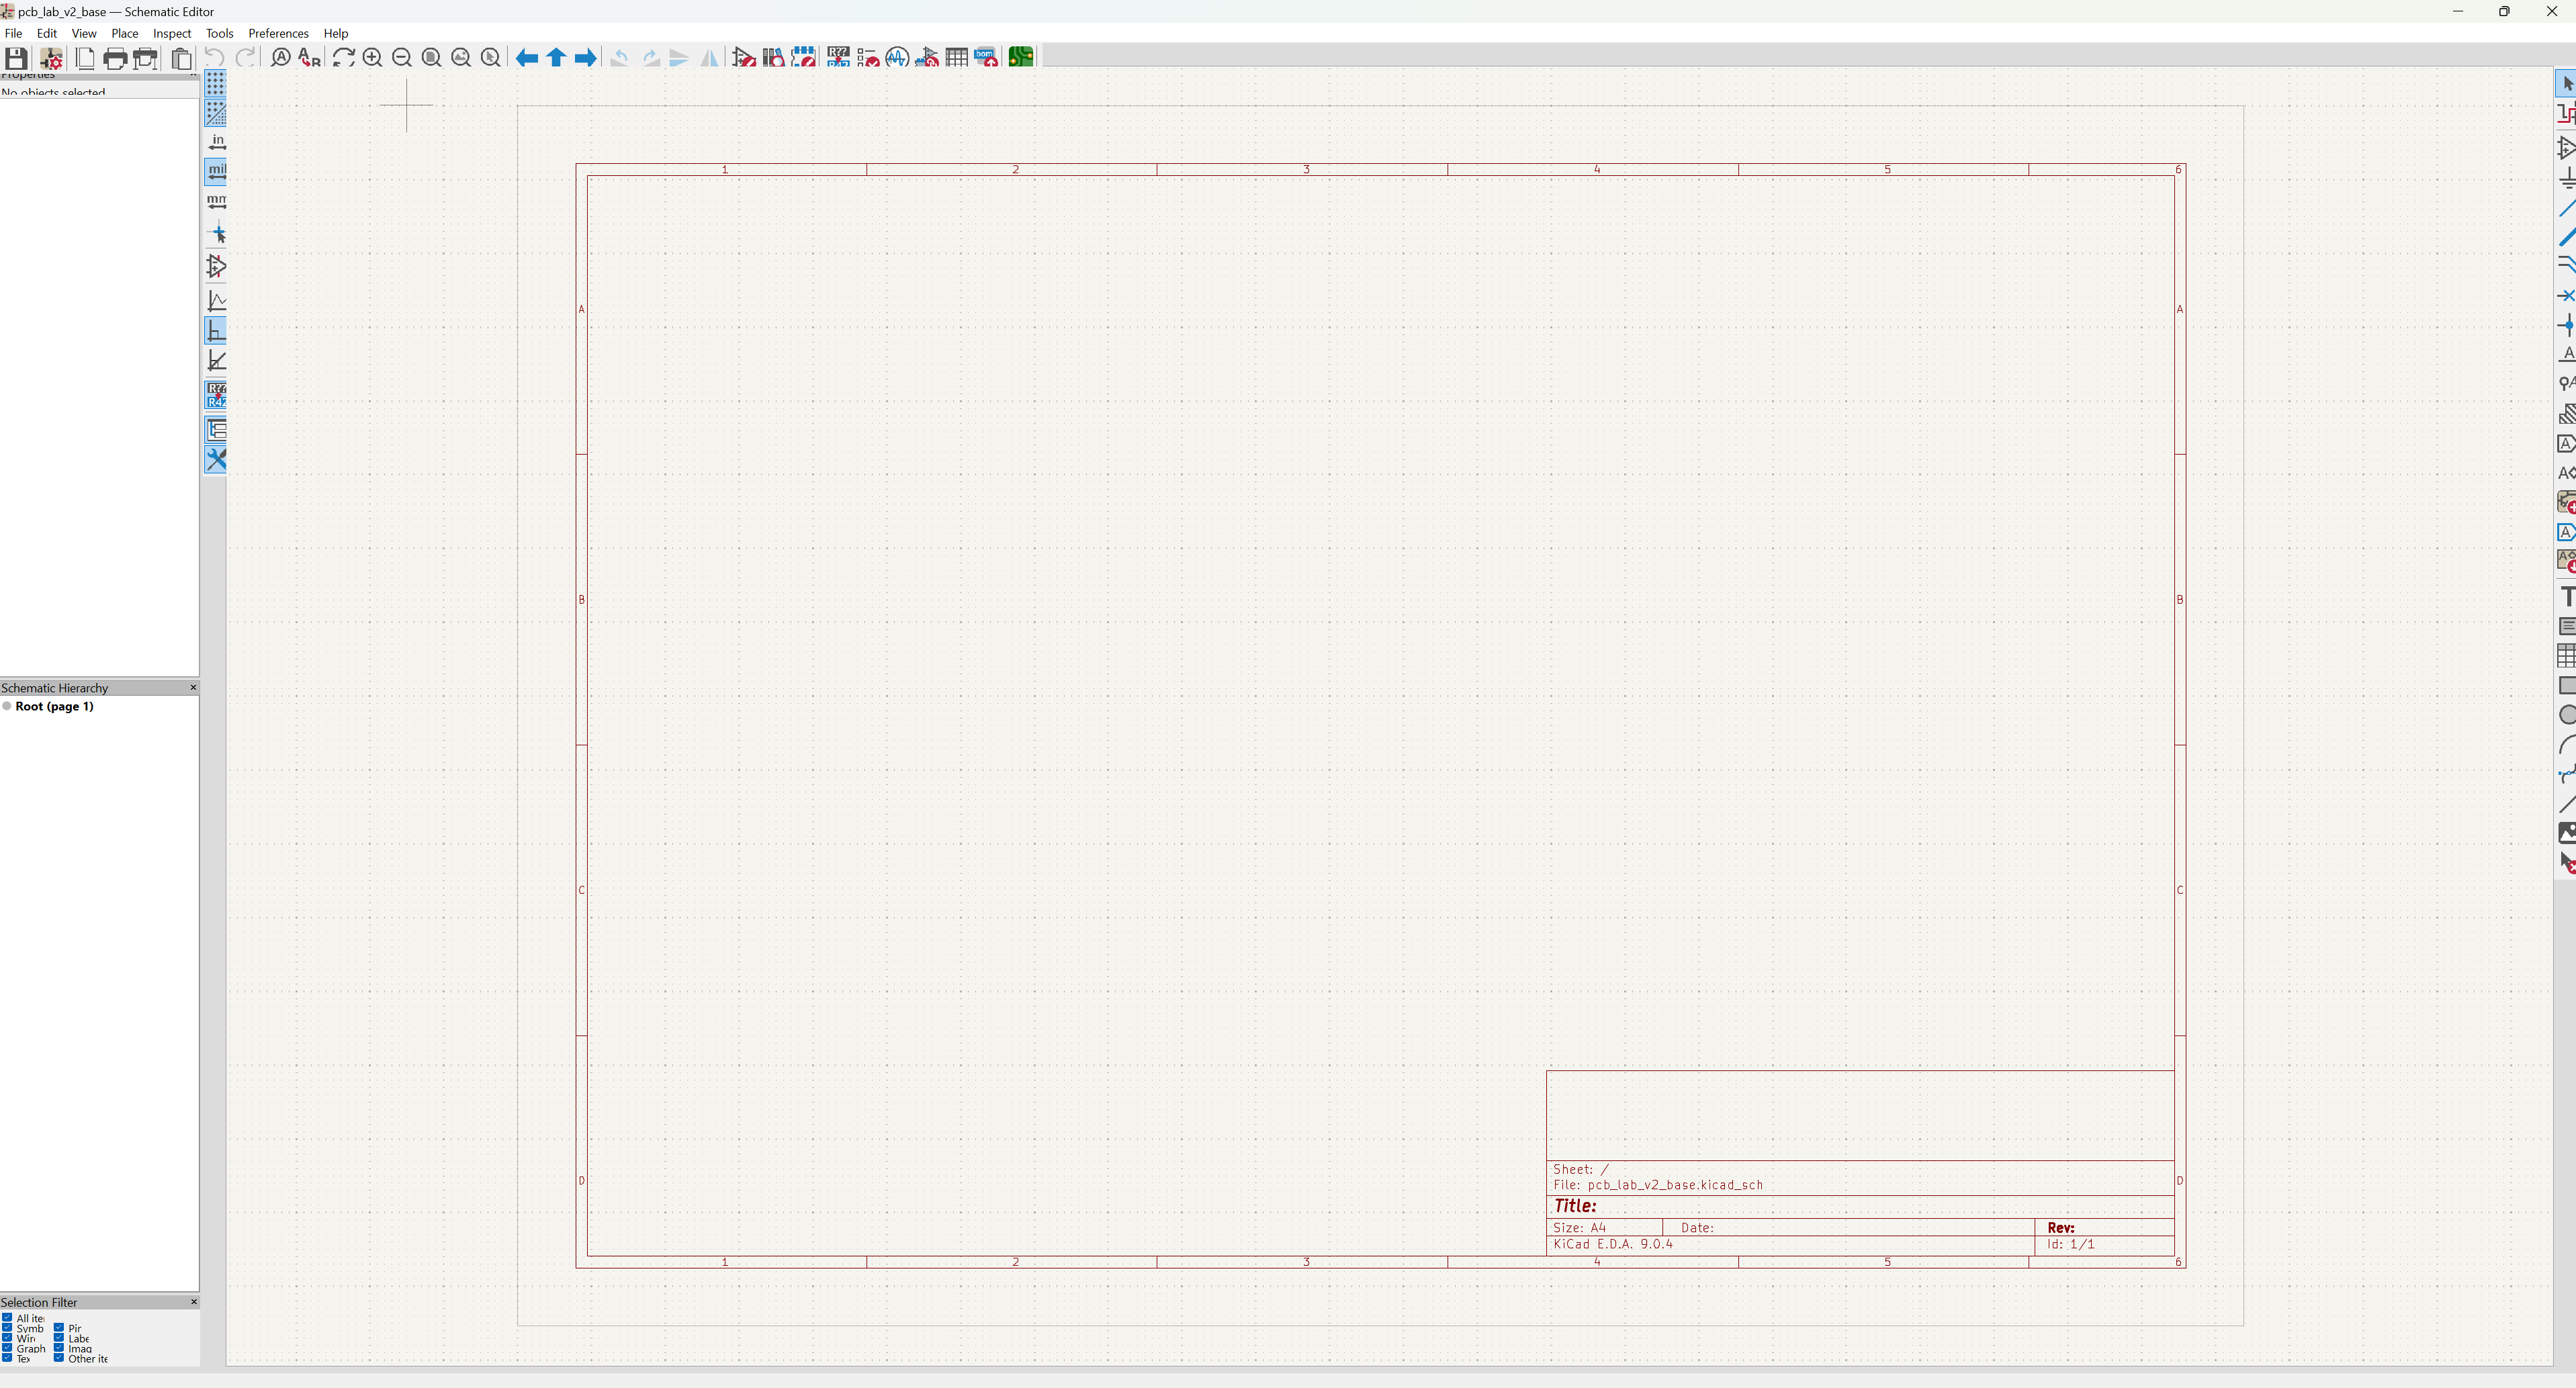 pcb_lab_v2_base — Schematic Editor
File Edit View Place Inspect Tools Preferences Help
Properties
No objects selected
in
mil
R??
R42
bom
1 2 3 4 5 6
A A
B B
C C
D D
Schematic Hierarchy
Root (page 1)
Sheet: /
File: pcb_lab_v2_base.kicad_sch
Title:
Size: A4 Date: Rev:
KiCad E.D.A. 9.0.4 Id: 1/1
1 2 3 4 5 6
Selection Filter
All ite
Symb Pir
Wir Labe
Graph Imag
Tex Other ite